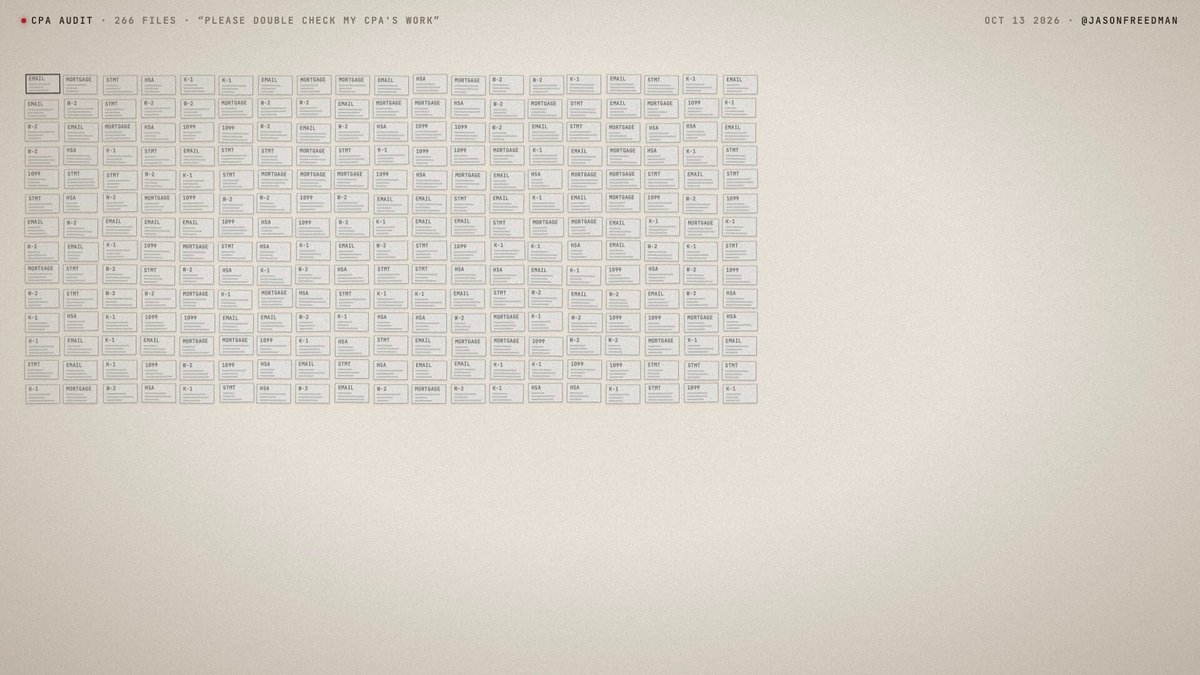 CPA AUDIT · 266 FILES · “PLEASE DOUBLE CHECK MY CPA'S WORK”
OCT 13 2026 · @JASONFREEDMAN
EMAIL MORTGAGE STMT HSA K-1 K-1 EMAIL MORTGAGE MORTGAGE EMAIL HSA MORTGAGE W-2 W-2 K-1 EMAIL STMT K-1 EMAIL
EMAIL W-2 STMT W-2 W-2 MORTGAGE W-2 W-2 EMAIL MORTGAGE MORTGAGE HSA W-2 MORTGAGE STMT EMAIL MORTGAGE 1099 K-1
W-2 EMAIL MORTGAGE HSA 1099 1099 W-2 EMAIL W-2 HSA 1099 1099 W-2 EMAIL STMT MORTGAGE HSA HSA EMAIL
W-2 HSA K-1 STMT EMAIL STMT STMT MORTGAGE STMT K-1 1099 1099 MORTGAGE K-1 EMAIL MORTGAGE HSA K-1 STMT
1099 STMT STMT W-2 K-1 STMT MORTGAGE MORTGAGE MORTGAGE 1099 HSA MORTGAGE EMAIL HSA MORTGAGE MORTGAGE STMT EMAIL STMT
STMT HSA W-2 MORTGAGE 1099 W-2 W-2 1099 W-2 EMAIL EMAIL STMT EMAIL K-1 EMAIL MORTGAGE 1099 W-2 1099
EMAIL W-2 EMAIL EMAIL EMAIL 1099 HSA 1099 W-2 K-1 EMAIL EMAIL STMT MORTGAGE MORTGAGE EMAIL K-1 MORTGAGE K-1
W-2 EMAIL K-1 1099 MORTGAGE STMT HSA K-1 EMAIL W-2 STMT 1099 K-1 K-1 HSA EMAIL W-2 K-1 STMT
MORTGAGE STMT W-2 STMT W-2 HSA K-1 W-2 HSA STMT STMT HSA HSA EMAIL K-1 1099 HSA W-2 1099
W-2 STMT W-2 W-2 MORTGAGE K-1 MORTGAGE HSA STMT K-1 K-1 EMAIL STMT W-2 EMAIL W-2 EMAIL W-2 HSA
K-1 HSA K-1 1099 1099 EMAIL EMAIL W-2 K-1 HSA HSA W-2 MORTGAGE K-1 W-2 1099 1099 MORTGAGE HSA
K-1 EMAIL K-1 EMAIL MORTGAGE MORTGAGE 1099 K-1 HSA STMT EMAIL MORTGAGE MORTGAGE 1099 W-2 W-2 MORTGAGE K-1 EMAIL
STMT EMAIL K-1 1099 W-2 1099 HSA EMAIL STMT HSA EMAIL EMAIL K-1 K-1 1099 1099 STMT STMT STMT
K-1 MORTGAGE W-2 HSA K-1 STMT HSA W-2 EMAIL W-2 MORTGAGE W-2 K-1 HSA HSA K-1 STMT 1099 K-1